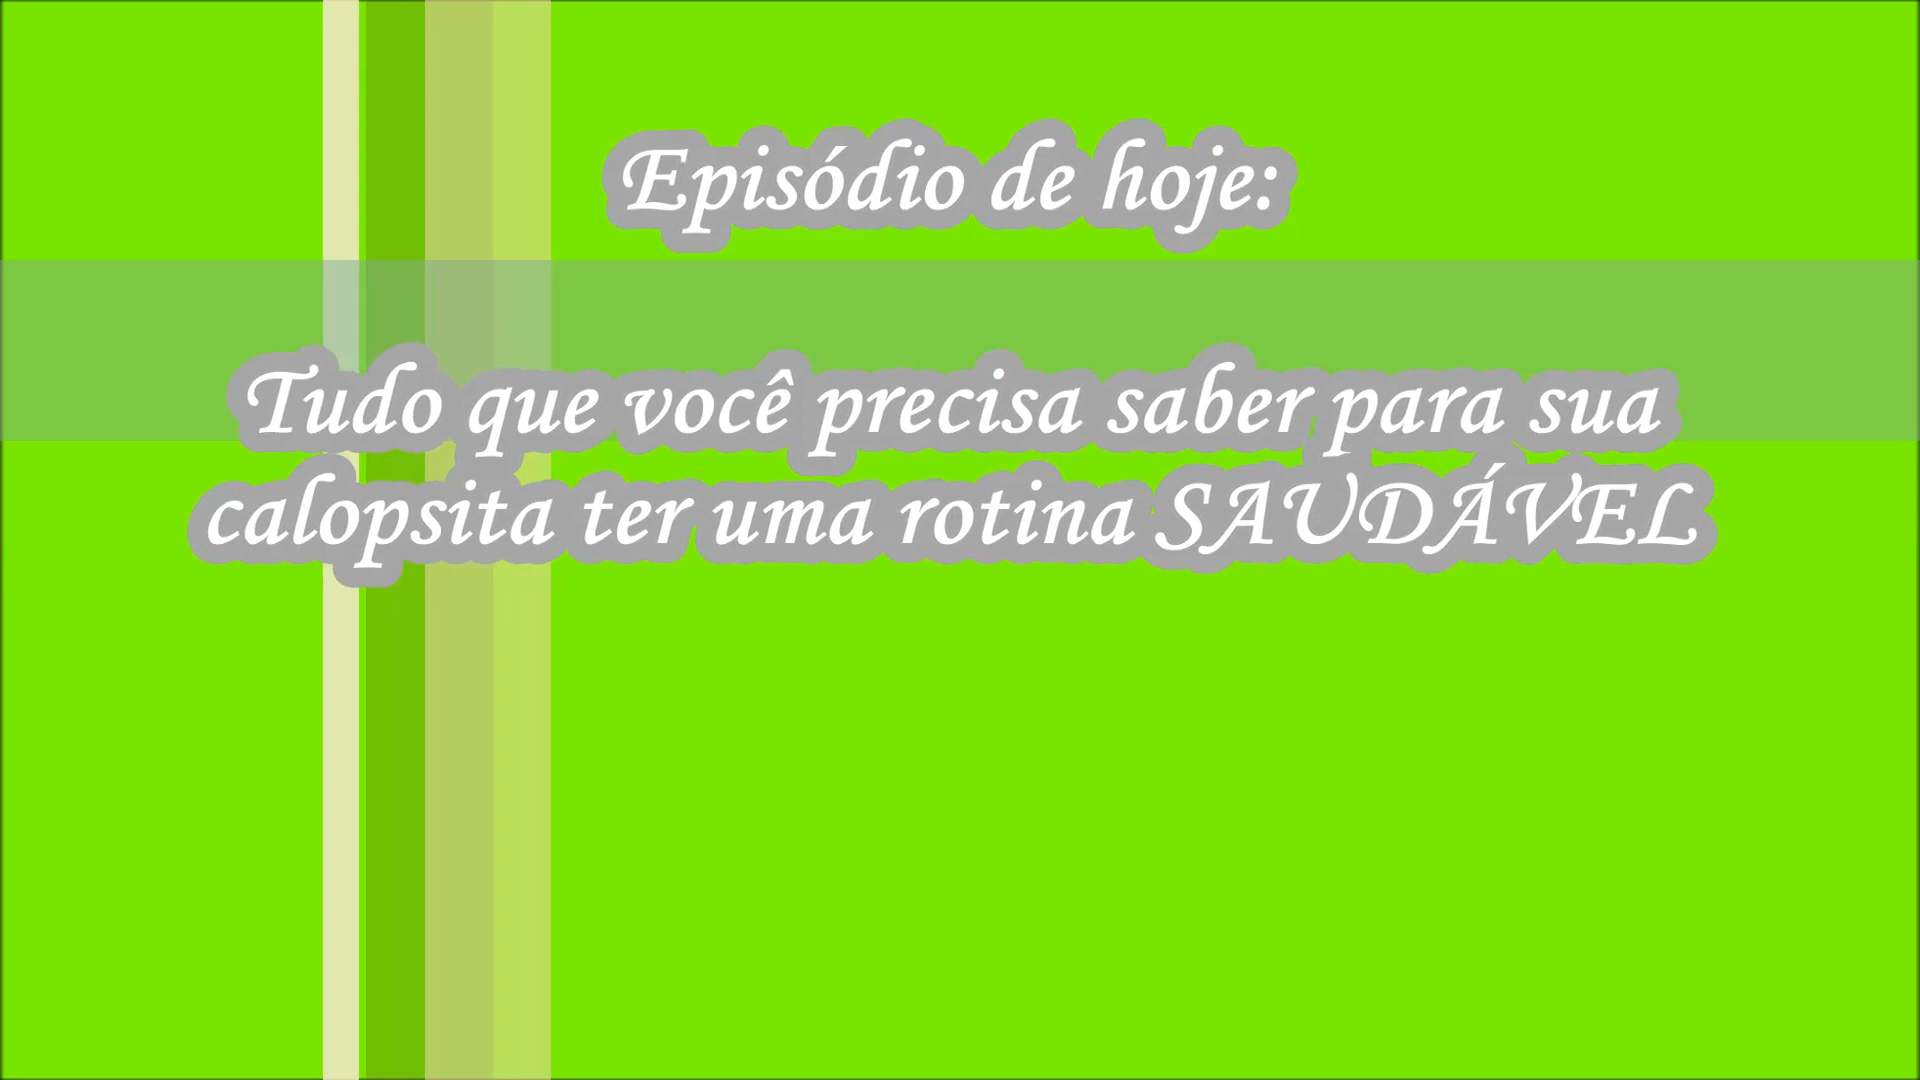 Episódio de hoje:
Tudo que você precisa saber para sua
calopsita ter uma rotina SAUDÁVEL